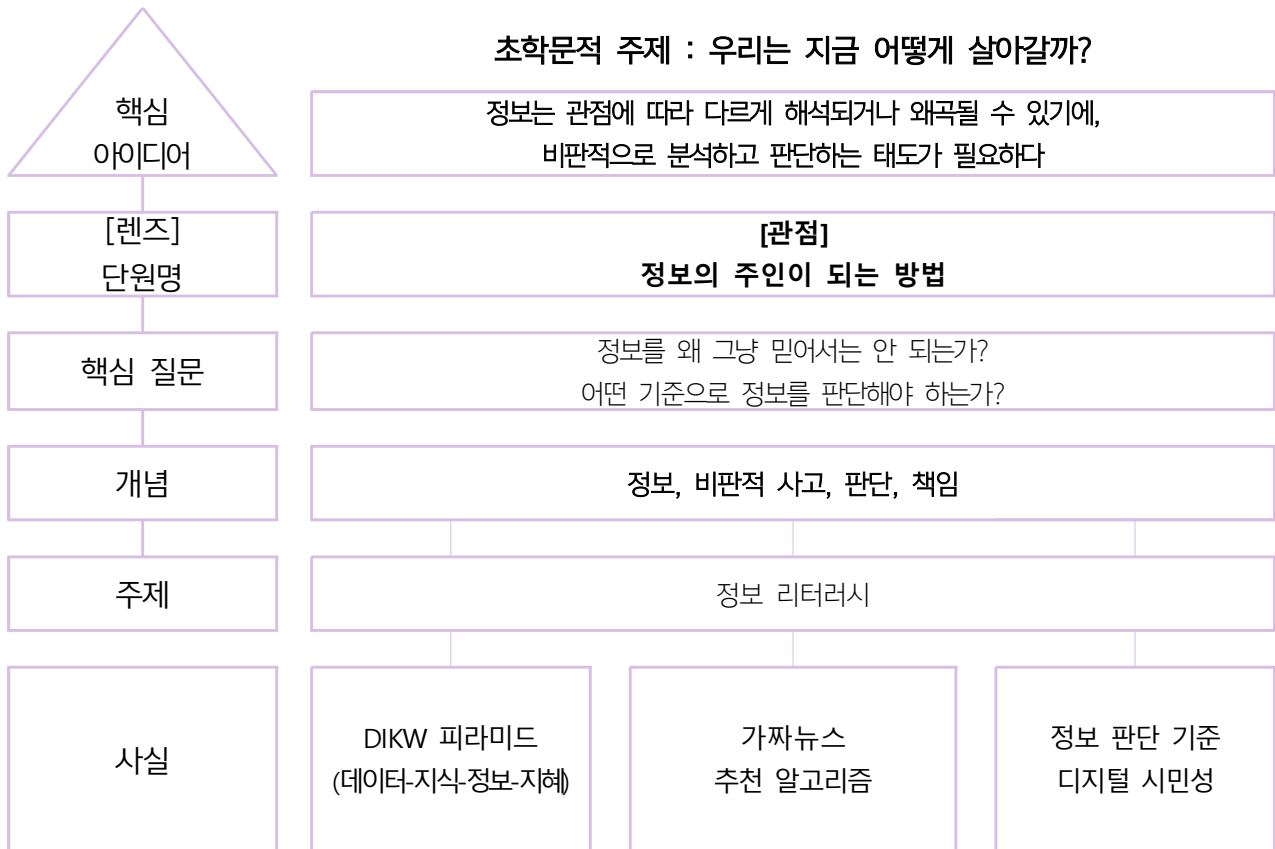 초학문적 주제 : 우리는 지금 어떻게 살아갈까?
핵심
아이디어
정보는 관점에 따라 다르게 해석되거나 왜곡될 수 있기에,
비판적으로 분석하고 판단하는 태도가 필요하다
[렌즈]
단원명
[관점]
정보의 주인이 되는 방법
핵심 질문
정보를 왜 그냥 믿어서는 안 되는가?
어떤 기준으로 정보를 판단해야 하는가?
개념
정보, 비판적 사고, 판단, 책임
주제
정보 리터러시
사실
DIKW 피라미드
(데이터-지식-정보-지혜)
가짜뉴스
추천 알고리즘
정보 판단 기준
디지털 시민성